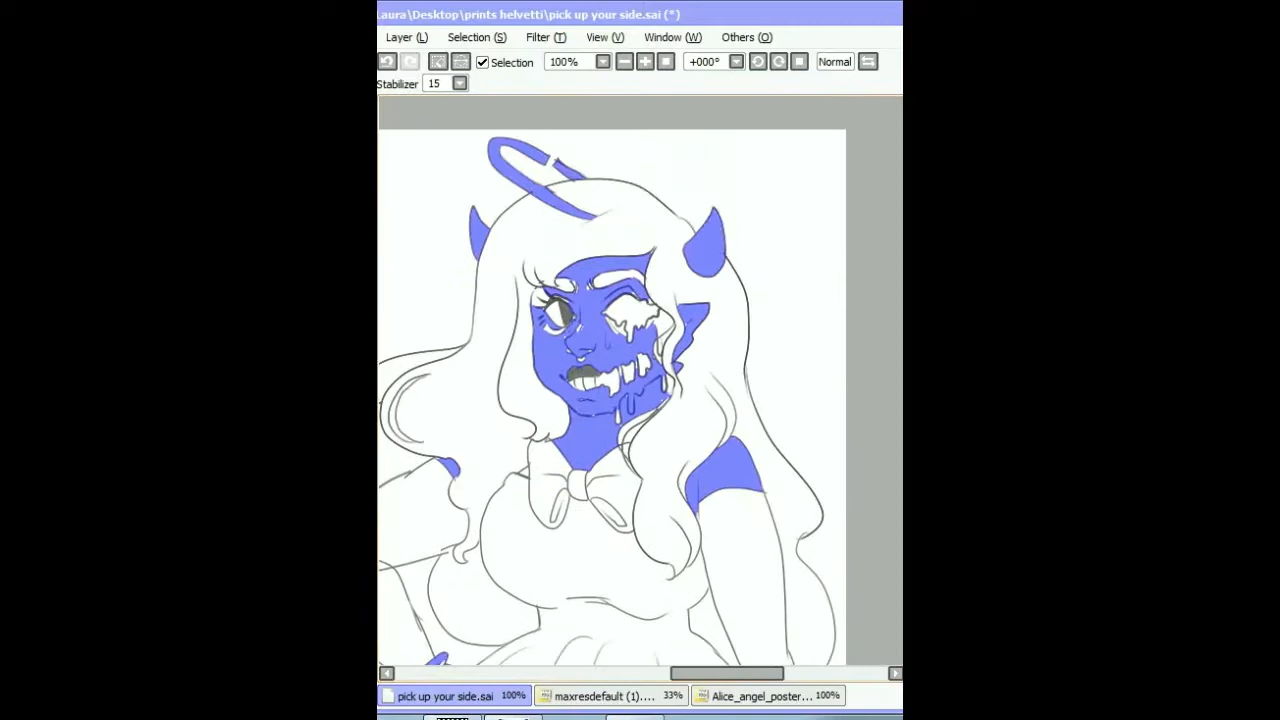 Laura\Desktop\prints helvetti\pick up your side.sai (*)
Layer (L) Selection (S) Filter (T) View (V) Window (W) Others (O)
Selection 100% +000° Normal
Stabilizer 15
pick up your side.sai 100% maxresdefault (1).... 33% Alice_angel_poster... 100%